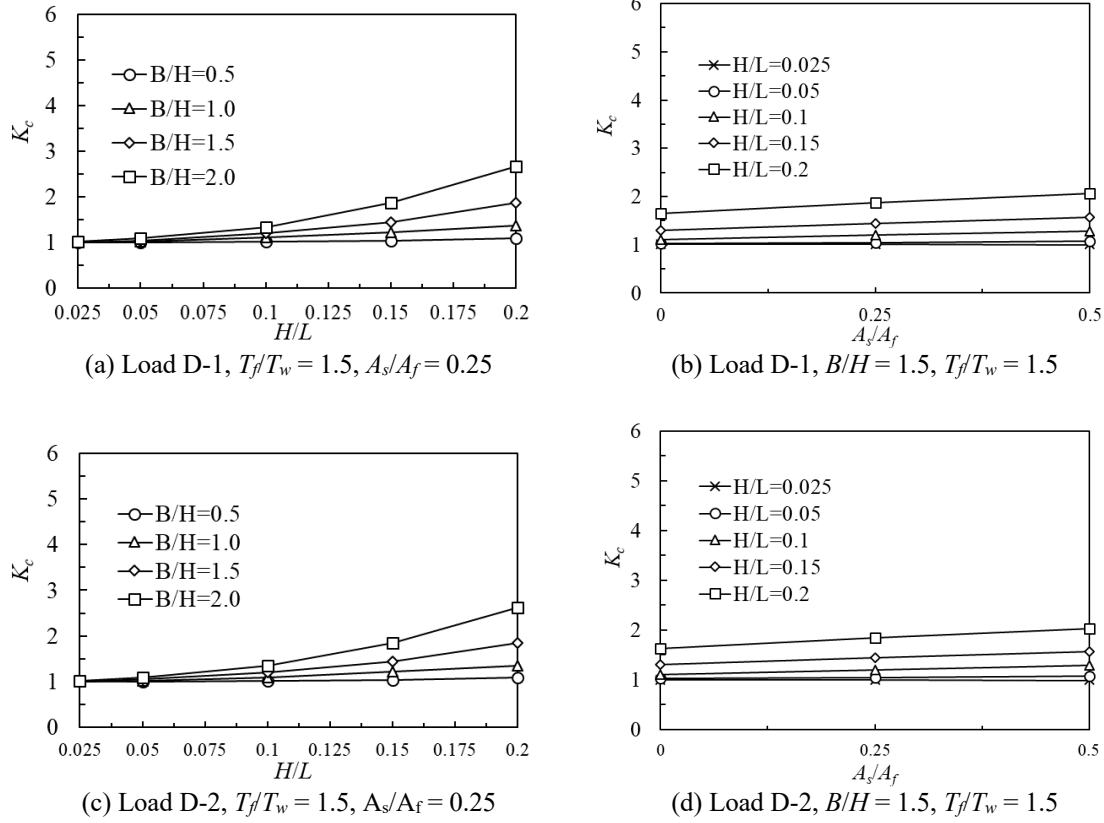 6
5
4
3
2
1
0
K_c
B/H=0.5
B/H=1.0
B/H=1.5
B/H=2.0
0.025 0.05 0.075 0.1 0.125 0.15 0.175 0.2
H/L
(a) Load D-1, T_f/T_w = 1.5, A_s/A_f = 0.25
6
5
4
3
2
1
0
K_c
H/L=0.025
H/L=0.05
H/L=0.1
H/L=0.15
H/L=0.2
0 0.25 0.5
A_s/A_f
(b) Load D-1, B/H = 1.5, T_f/T_w = 1.5
6
5
4
3
2
1
0
K_c
B/H=0.5
B/H=1.0
B/H=1.5
B/H=2.0
0.025 0.05 0.075 0.1 0.125 0.15 0.175 0.2
H/L
(c) Load D-2, T_f/T_w = 1.5, A_s/A_f = 0.25
6
5
4
3
2
1
0
K_c
H/L=0.025
H/L=0.05
H/L=0.1
H/L=0.15
H/L=0.2
0 0.25 0.5
A_s/A_f
(d) Load D-2, B/H = 1.5, T_f/T_w = 1.5